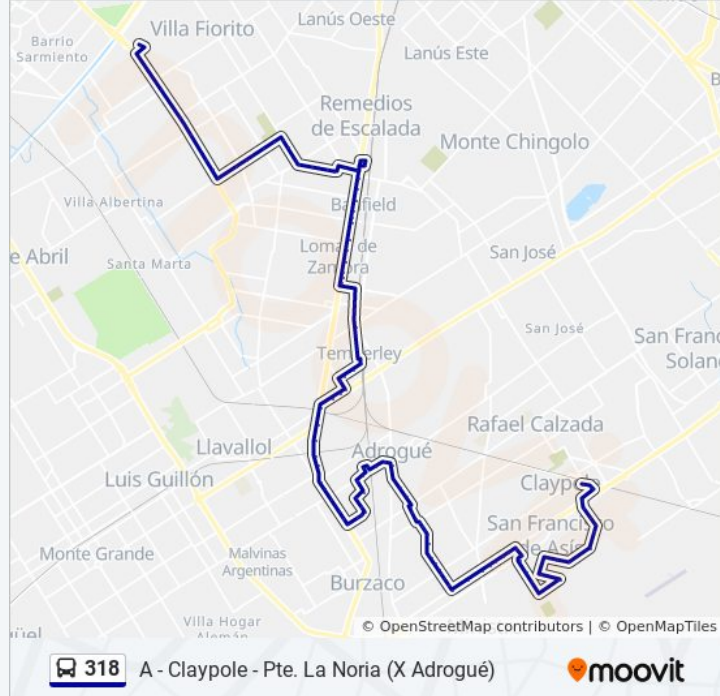 Villa Fiorito
Lanús Oeste
Barrio
Sarmiento
Lanús Este
Remedios
de Escalada
Monte Chingolo
Villa Albertina
Banfield
e Abril
Santa Marta
Lomas de
Zamora
San José
San José
Temperley
San Franc
Solano
Rafael Calzada
Llavallol
Adrogué
Luis Guillón
Claypole
San Francisco
de Asís
Monte Grande
Malvinas
Argentinas
Burzaco
Villa Hogar
Alemán
güel
© OpenStreetMap contributors | © OpenMapTiles
318 A - Claypole - Pte. La Noria (X Adrogué)
moovit